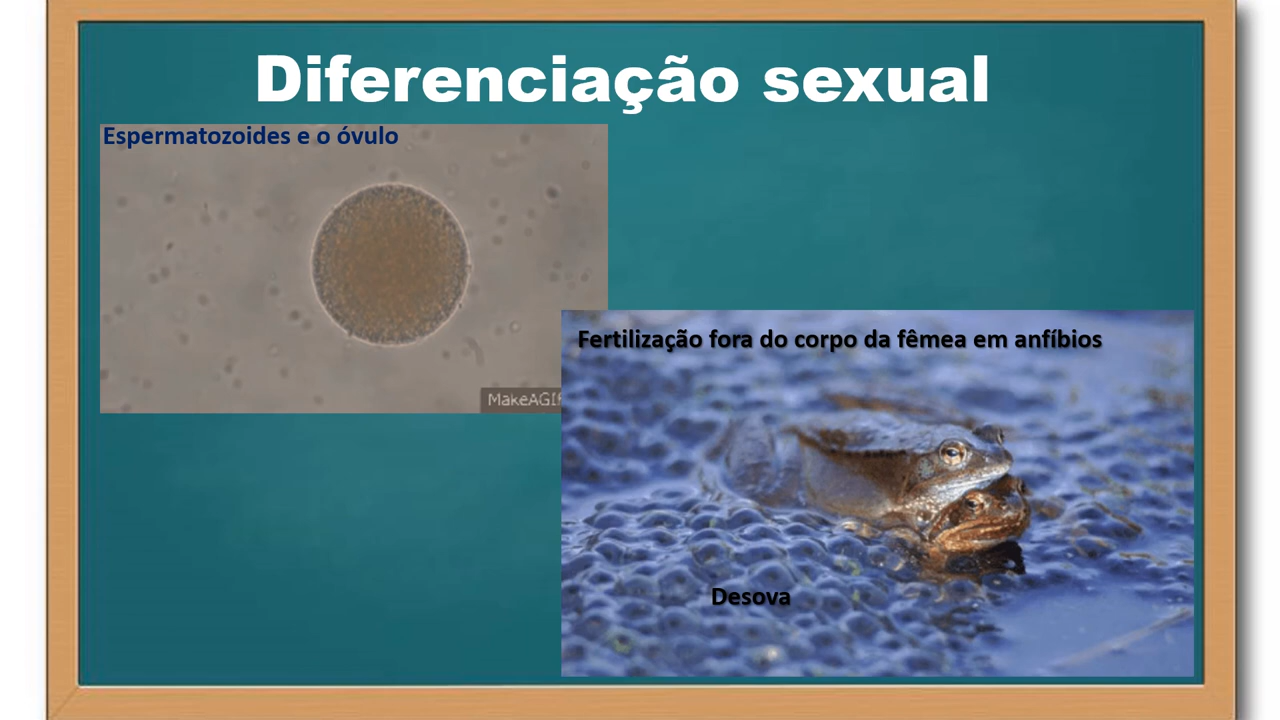 Diferenciação sexual
Espermatozoides e o óvulo
MakeAGIF
Fertilização fora do corpo da fêmea em anfíbios
Desova